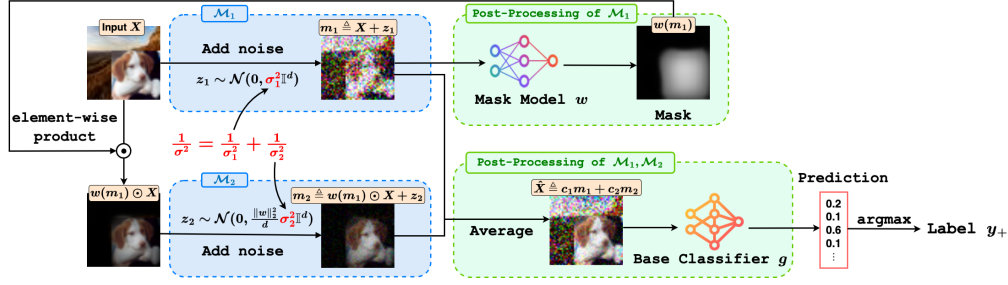 Input X
M₁
Add noise
z₁ ~ N(0, σ₁² I^d)
m₁ ≜ X + z₁
Post-Processing of M₁
Mask Model w
w(m₁)
Mask
element-wise
product
1/σ² = 1/σ₁² + 1/σ₂²
w(m₁) ⊙ X
M₂
z₂ ~ N(0, ‖w‖₂²/d σ₂² I^d)
Add noise
m₂ ≜ w(m₁) ⊙ X + z₂
Average
Post-Processing of M₁, M₂
X̂ ≜ c₁m₁ + c₂m₂
Base Classifier g
Prediction
0.2
0.1
0.6
0.1
⋮
argmax
Label y₊